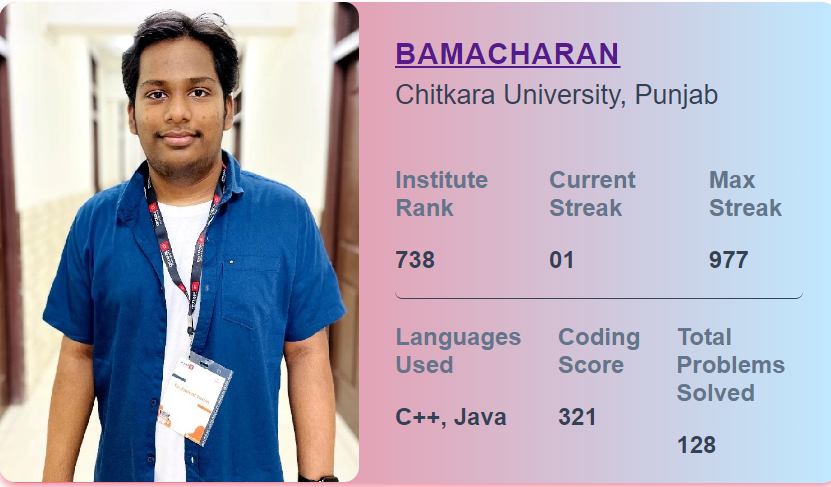 BAMACHARAN
Chitkara University, Punjab
Institute Rank
Current Streak
Max Streak
738
01
977
Languages Used
Coding Score
Total Problems Solved
C++, Java
321
128